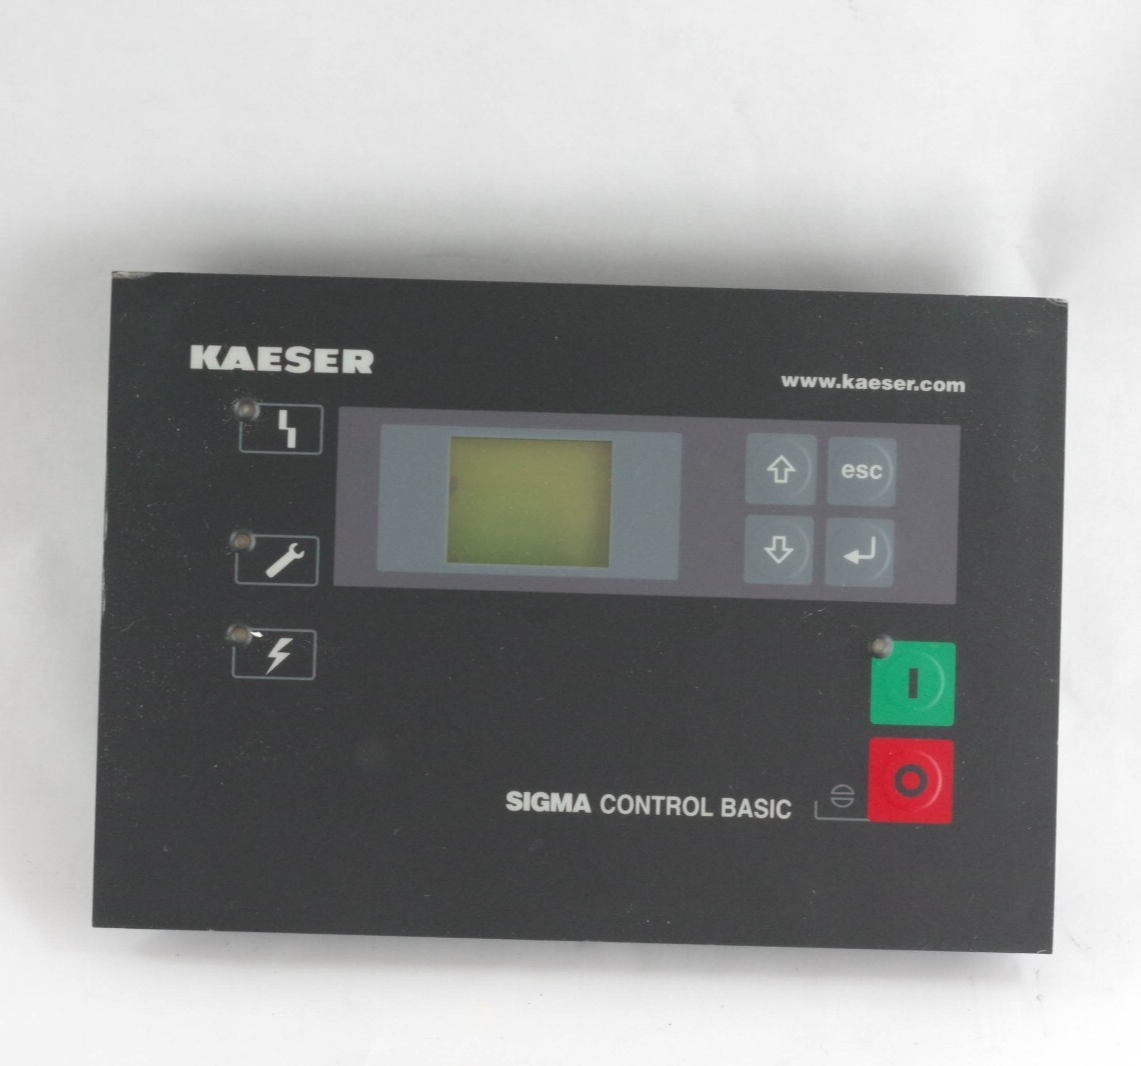 KAESER
www.kaeser.com
esc
I
O
SIGMA CONTROL BASIC